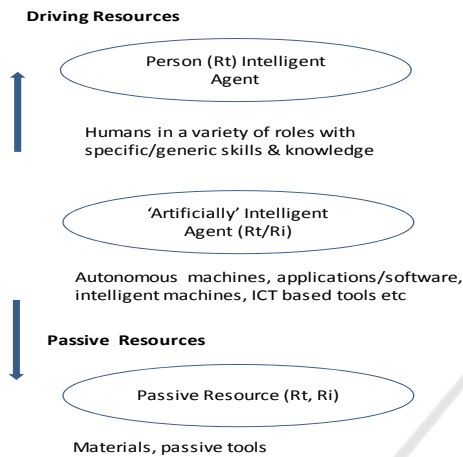 Driving Resources
Person (Rt) Intelligent
Agent
Humans in a variety of roles with
specific/generic skills & knowledge
‘Artificially’ Intelligent
Agent (Rt/Ri)
Autonomous machines, applications/software,
intelligent machines, ICT based tools etc
Passive Resources
Passive Resource (Rt, Ri)
Materials, passive tools